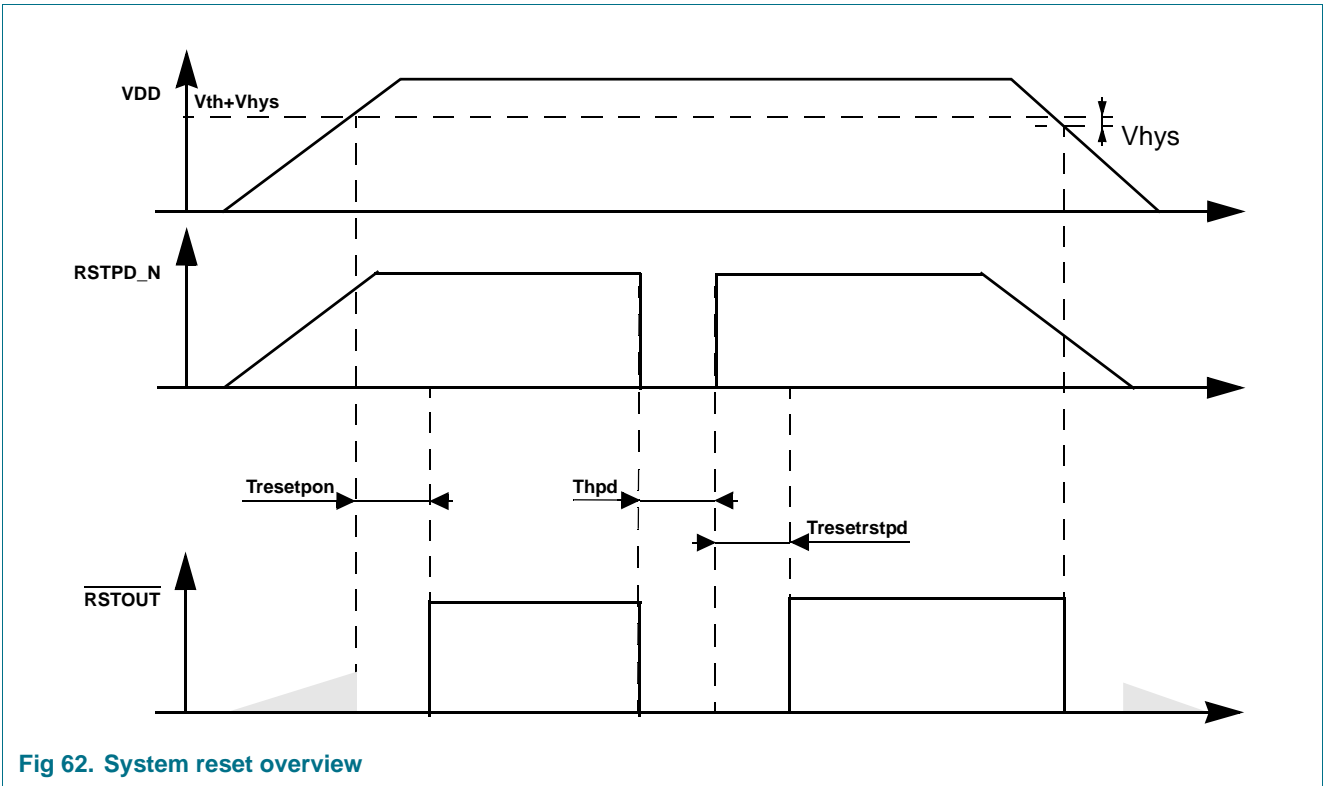 VDD
Vth+Vhys
Vhys
RSTPD_N
Tresetpon
Thpd
Tresetrstpd
RSTOUT
Fig 62. System reset overview